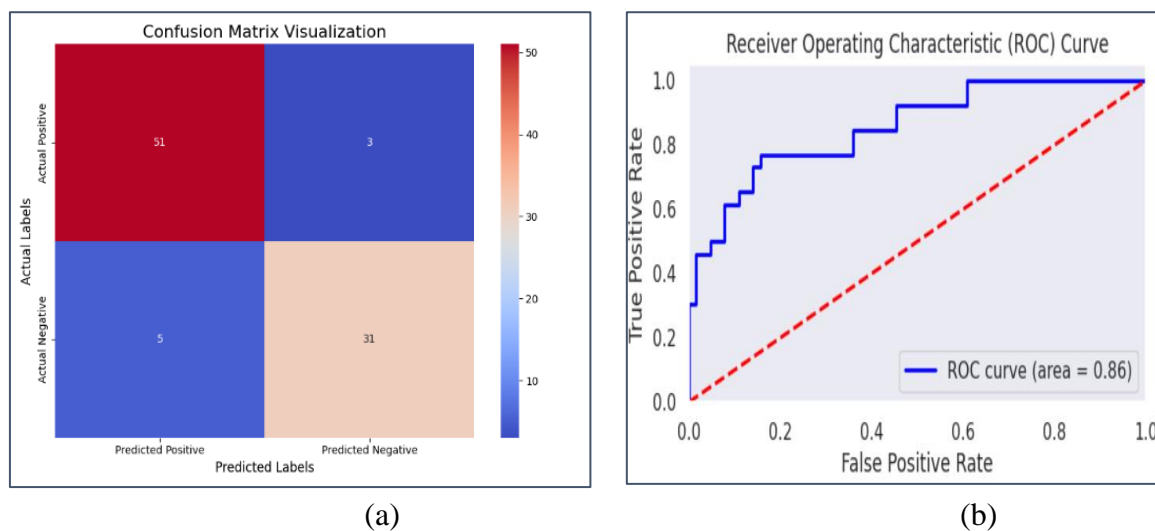 Confusion Matrix Visualization
Actual Labels
Actual Positive
Actual Negative
51
3
5
31
Predicted Positive
Predicted Negative
Predicted Labels
50
40
30
20
10
(a)
Receiver Operating Characteristic (ROC) Curve
True Positive Rate
1.0
0.8
0.6
0.4
0.2
0.0
ROC curve (area = 0.86)
0.0
0.2
0.4
0.6
0.8
1.0
False Positive Rate
(b)